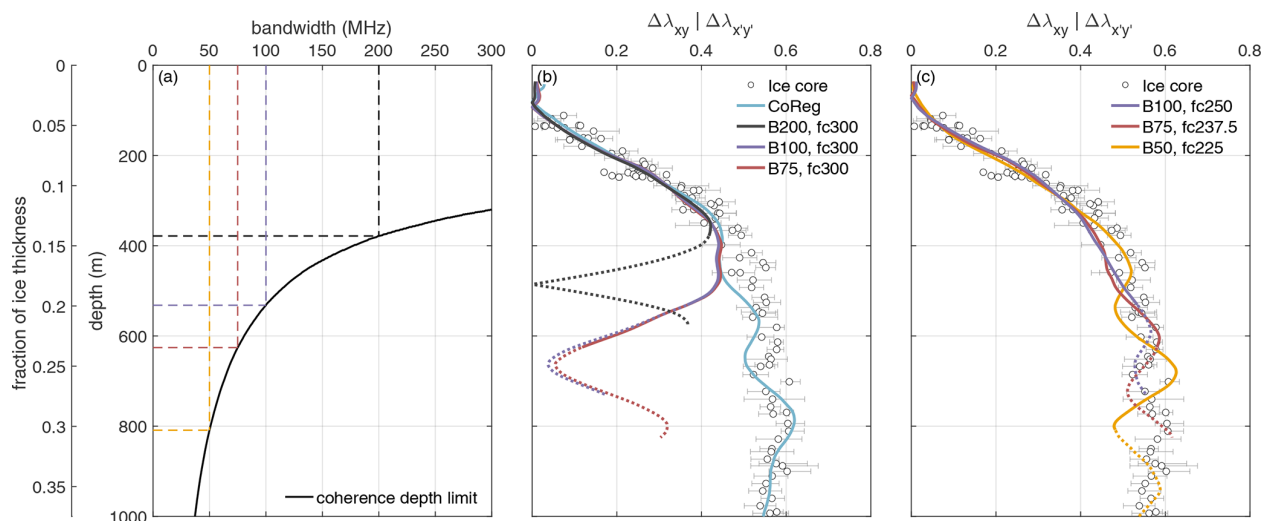 bandwidth (MHz)
0 50 100 150 200 250 300
(a)
fraction of ice thickness
0
0.05
0.1
0.15
0.2
0.25
0.3
0.35
depth (m)
0
200
400
600
800
1000
coherence depth limit
Δλxy | Δλx'y'
0 0.2 0.4 0.6 0.8
(b)
Ice core
CoReg
B200, fc300
B100, fc300
B75, fc300
Δλxy | Δλx'y'
0 0.2 0.4 0.6 0.8
(c)
Ice core
B100, fc250
B75, fc237.5
B50, fc225